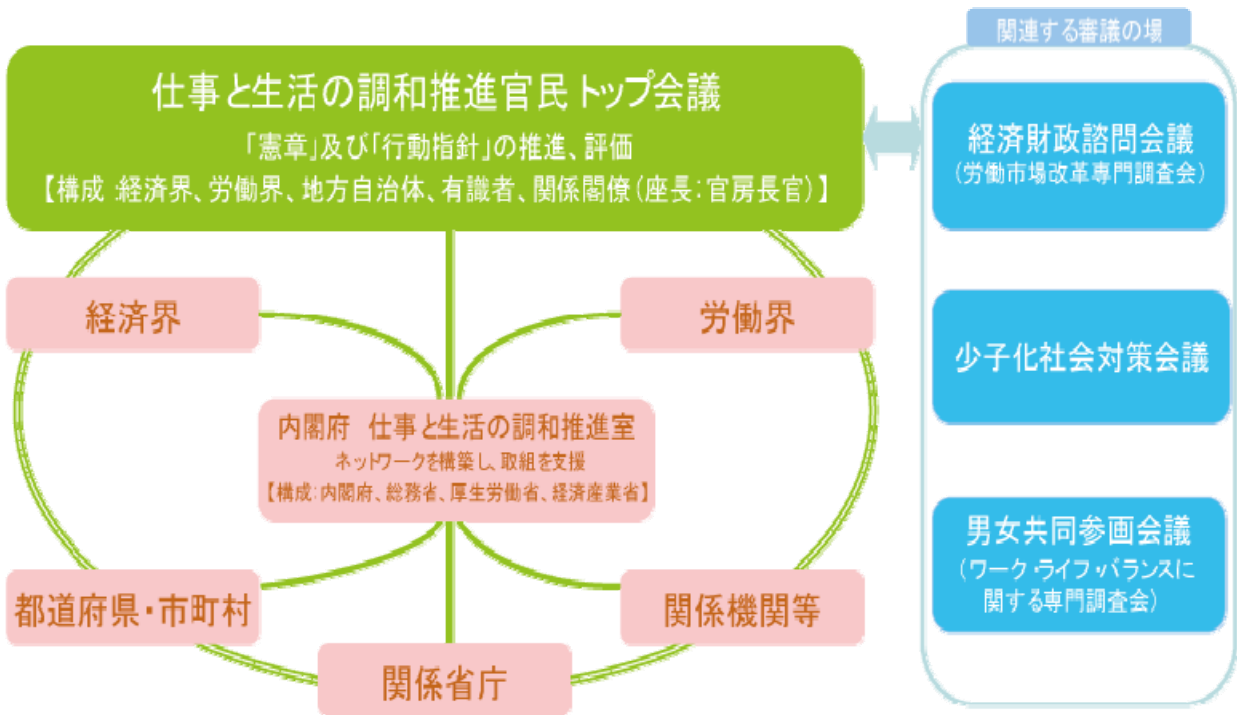 仕事と生活の調和推進官民トップ会議
「憲章」及び「行動指針」の推進、評価
【構成:経済界、労働界、地方自治体、有識者、関係閣僚(座長:官房長官)】
経済界
労働界
内閣府 仕事と生活の調和推進室
ネットワークを構築し、取組を支援
【構成:内閣府、総務省、厚生労働省、経済産業省】
都道府県・市町村
関係機関等
関係省庁
関連する審議の場
経済財政諮問会議
(労働市場改革専門調査会)
少子化社会対策会議
男女共同参画会議
(ワーク・ライフ・バランスに
関する専門調査会)